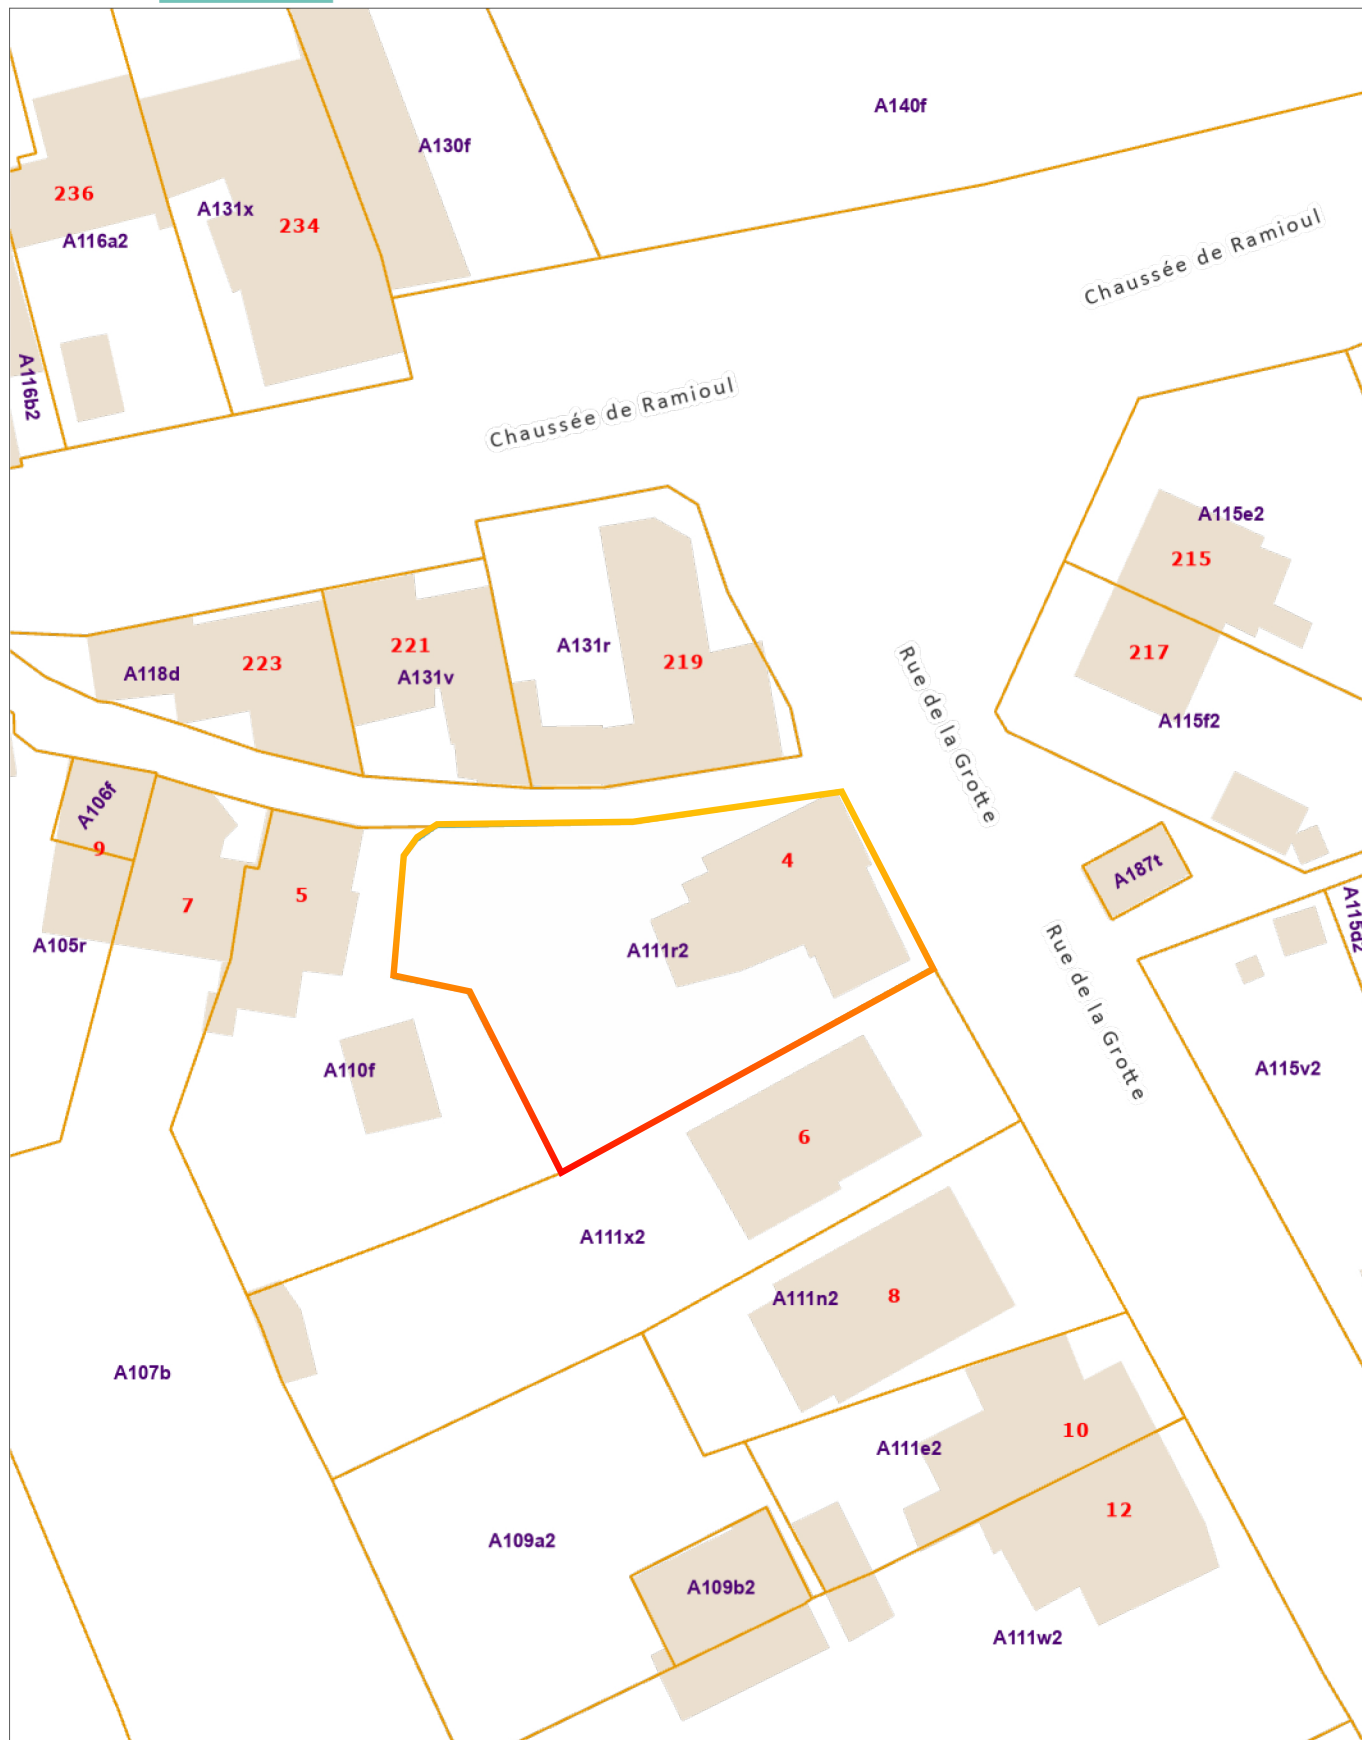 A140f
A130f
236
A131x
234
A116a2
Chaussée de Ramioul
A116b2
Chaussée de Ramioul
A115e2
215
221
A131r
217
223
219
A118d
A131v
Rue de la Grotte
A115f2
A106f
9
4
A187t
5
7
A105r
A111r2
A115d2
Rue de la Grotte
A110f
A115v2
6
A111x2
A111n2
8
A107b
10
A111e2
12
A109a2
A109b2
A111w2